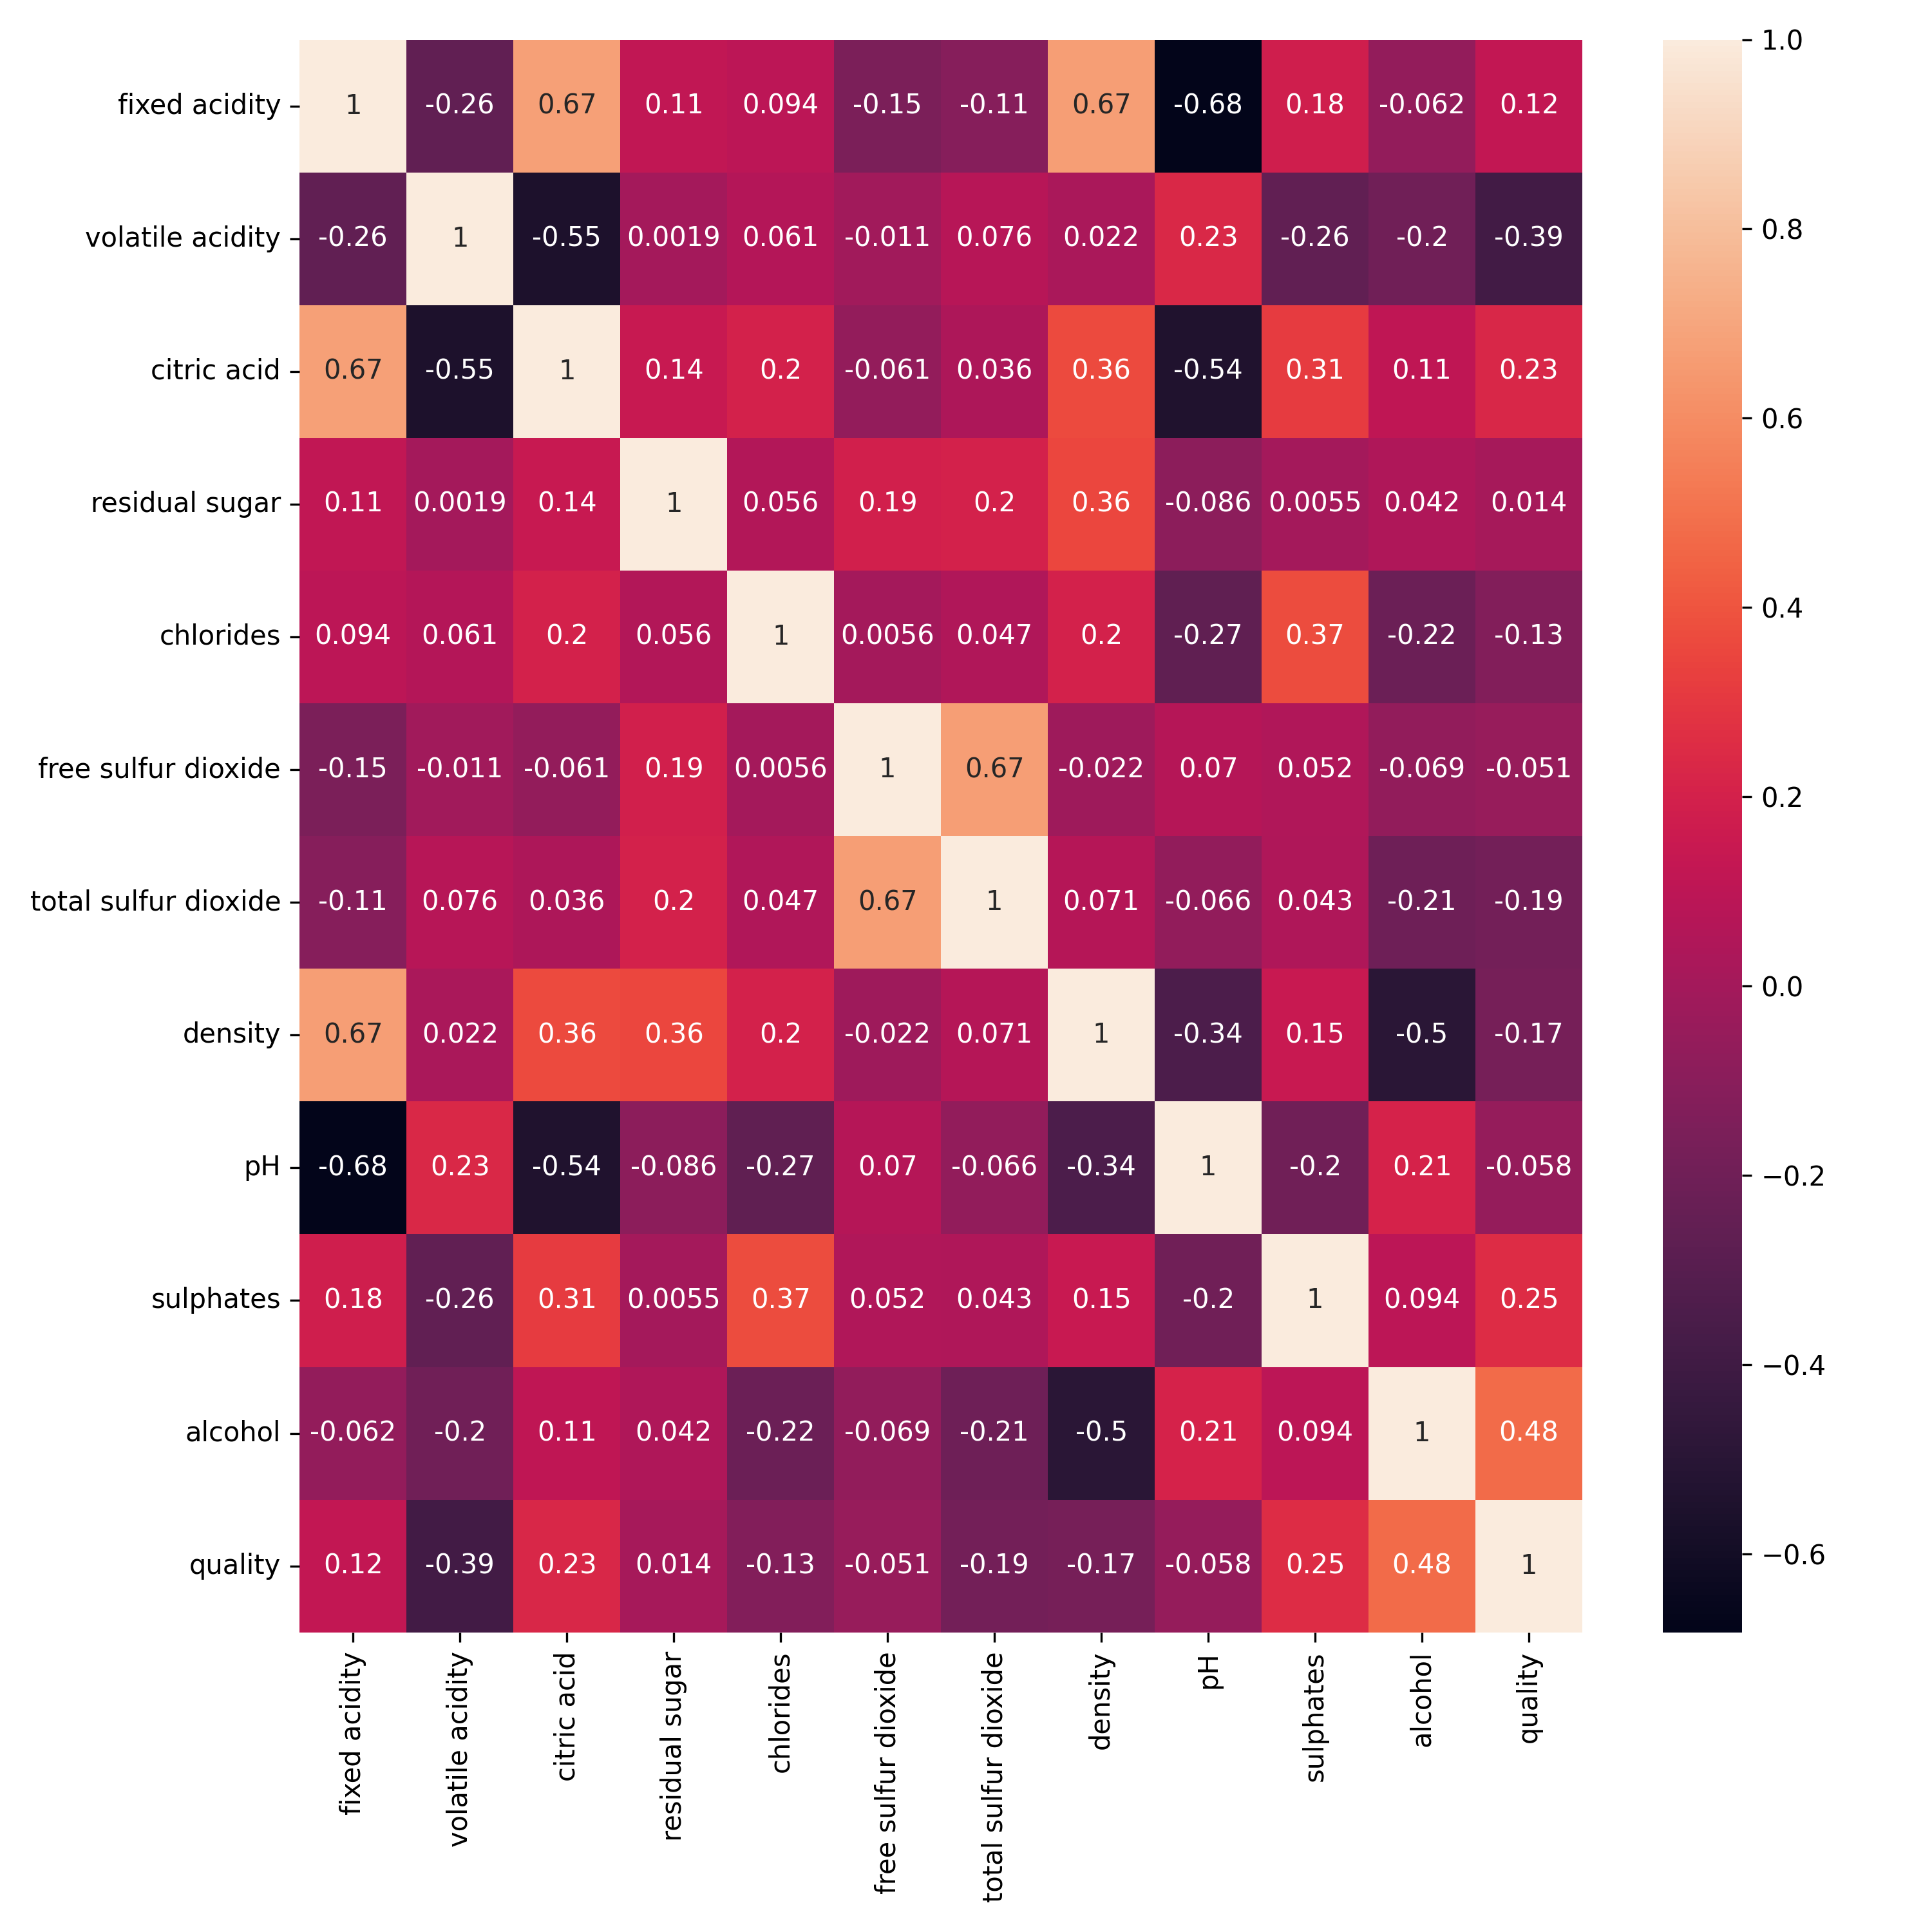 fixed acidity 1 -0.26 0.67 0.11 0.094 -0.15 -0.11 0.67 -0.68 0.18 -0.062 0.12
volatile acidity -0.26 1 -0.55 0.0019 0.061 -0.011 0.076 0.022 0.23 -0.26 -0.2 -0.39
citric acid 0.67 -0.55 1 0.14 0.2 -0.061 0.036 0.36 -0.54 0.31 0.11 0.23
residual sugar 0.11 0.0019 0.14 1 0.056 0.19 0.2 0.36 -0.086 0.0055 0.042 0.014
chlorides 0.094 0.061 0.2 0.056 1 0.0056 0.047 0.2 -0.27 0.37 -0.22 -0.13
free sulfur dioxide -0.15 -0.011 -0.061 0.19 0.0056 1 0.67 -0.022 0.07 0.052 -0.069 -0.051
total sulfur dioxide -0.11 0.076 0.036 0.2 0.047 0.67 1 0.071 -0.066 0.043 -0.21 -0.19
density 0.67 0.022 0.36 0.36 0.2 -0.022 0.071 1 -0.34 0.15 -0.5 -0.17
pH -0.68 0.23 -0.54 -0.086 -0.27 0.07 -0.066 -0.34 1 -0.2 0.21 -0.058
sulphates 0.18 -0.26 0.31 0.0055 0.37 0.052 0.043 0.15 -0.2 1 0.094 0.25
alcohol -0.062 -0.2 0.11 0.042 -0.22 -0.069 -0.21 -0.5 0.21 0.094 1 0.48
quality 0.12 -0.39 0.23 0.014 -0.13 -0.051 -0.19 -0.17 -0.058 0.25 0.48 1
fixed acidity
volatile acidity
citric acid
residual sugar
chlorides
free sulfur dioxide
total sulfur dioxide
density
pH
sulphates
alcohol
quality
1.0
0.8
0.6
0.4
0.2
0.0
−0.2
−0.4
−0.6